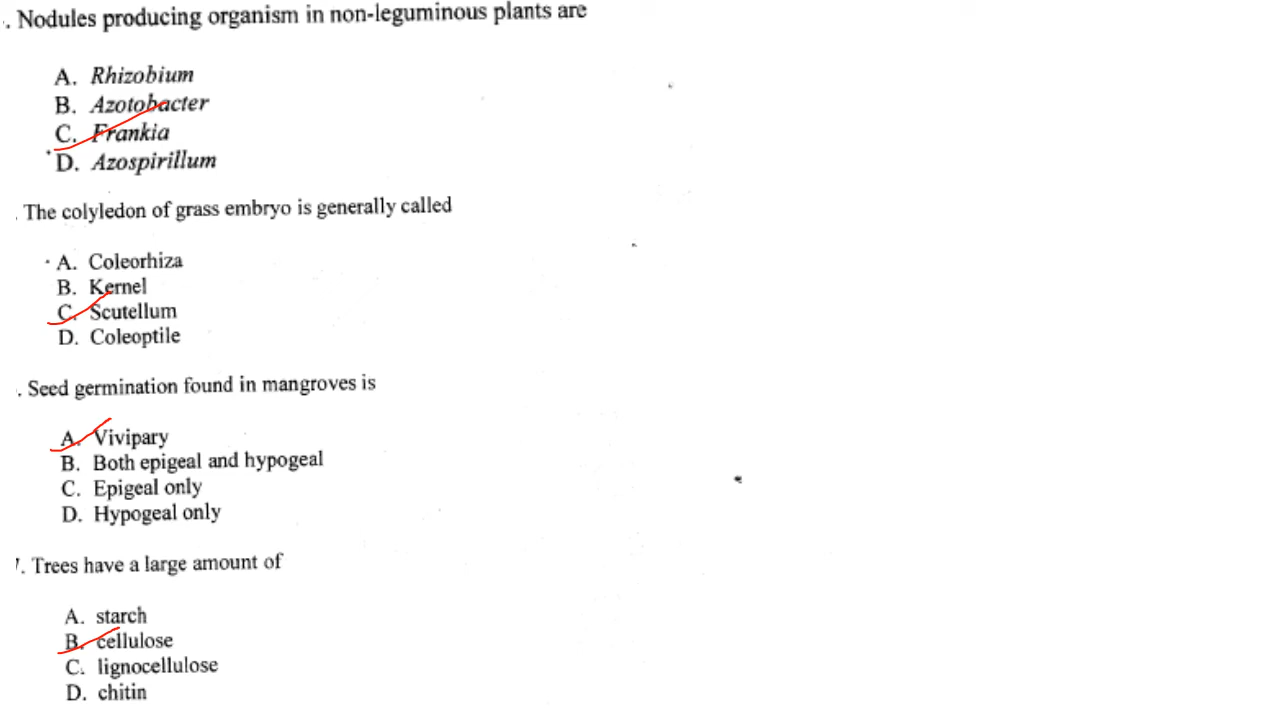 . Nodules producing organism in non-leguminous plants are
A. Rhizobium
B. Azotobacter
C. Frankia
D. Azospirillum
. The colyledon of grass embryo is generally called
A. Coleorhiza
B. Kernel
C. Scutellum
D. Coleoptile
. Seed germination found in mangroves is
A. Vivipary
B. Both epigeal and hypogeal
C. Epigeal only
D. Hypogeal only
. Trees have a large amount of
A. starch
B. cellulose
C. lignocellulose
D. chitin